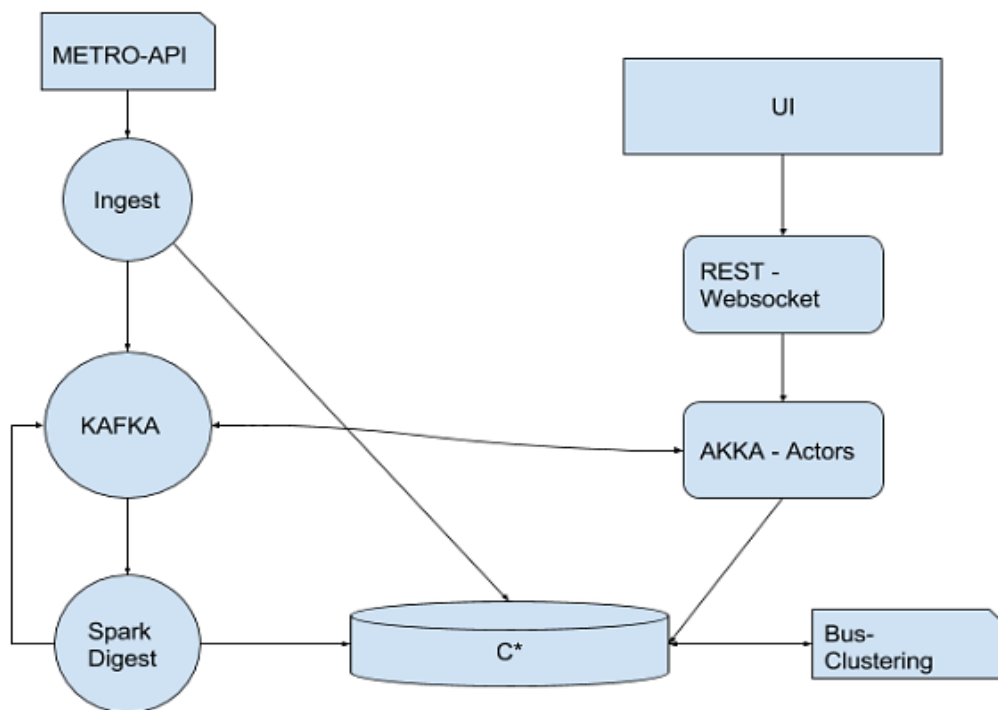 METRO-API
UI
Ingest
REST -
Websocket
KAFKA
AKKA - Actors
Spark
Digest
C*
Bus-
Clustering